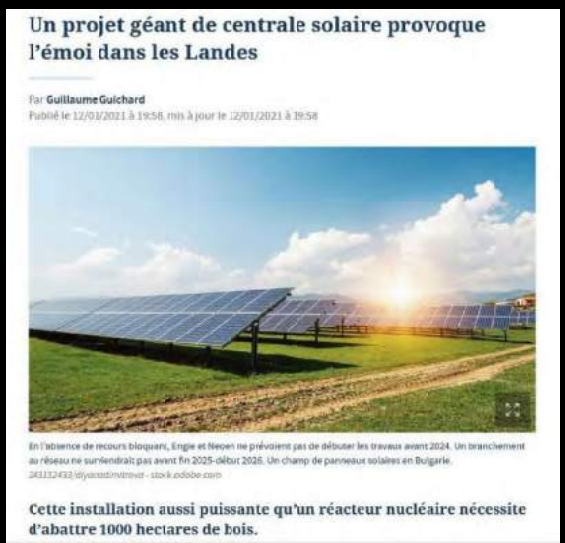 Un projet géant de centrale solaire provoque
l’émoi dans les Landes
Par Guillaume Guichard
Publié le 12/01/2021 à 19:58, mis à jour le 12/01/2021 à 19:58
En l'absence de recours bloquant, Engie et Neoen ne prévoient pas de débuter les travaux avant 2024. Un branchement
au réseau ne surviendrait pas avant fin 2025-début 2026. Un champ de panneaux solaires en Bulgarie.
243132433/diyanadimitrova - stock.adobe.com
Cette installation aussi puissante qu’un réacteur nucléaire nécessite
d’abattre 1000 hectares de bois.